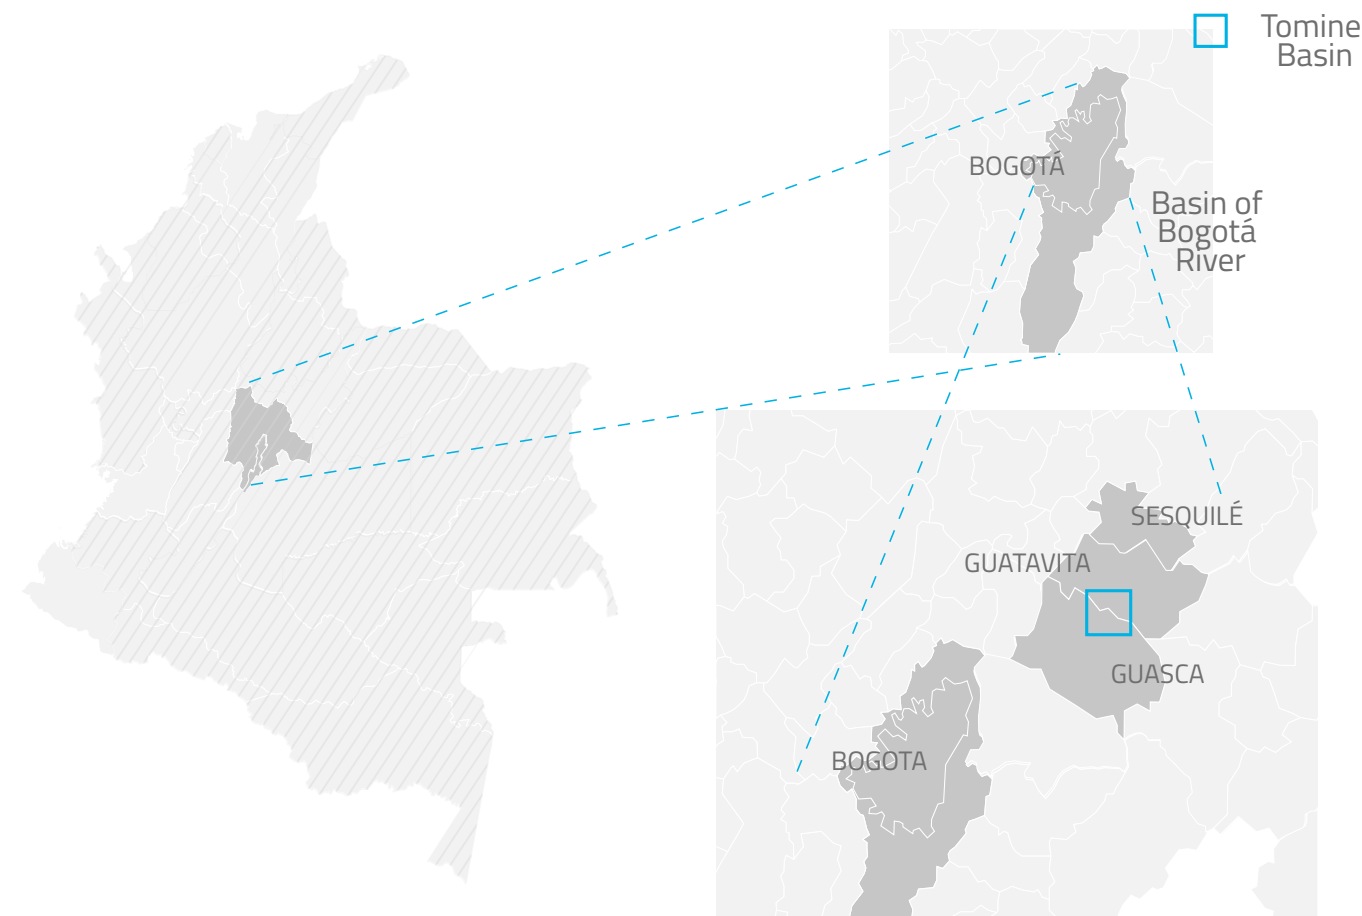 Tomine
Basin
BOGOTÁ
Basin of
Bogotá
River
SESQUILÉ
GUATAVITA
GUASCA
BOGOTA